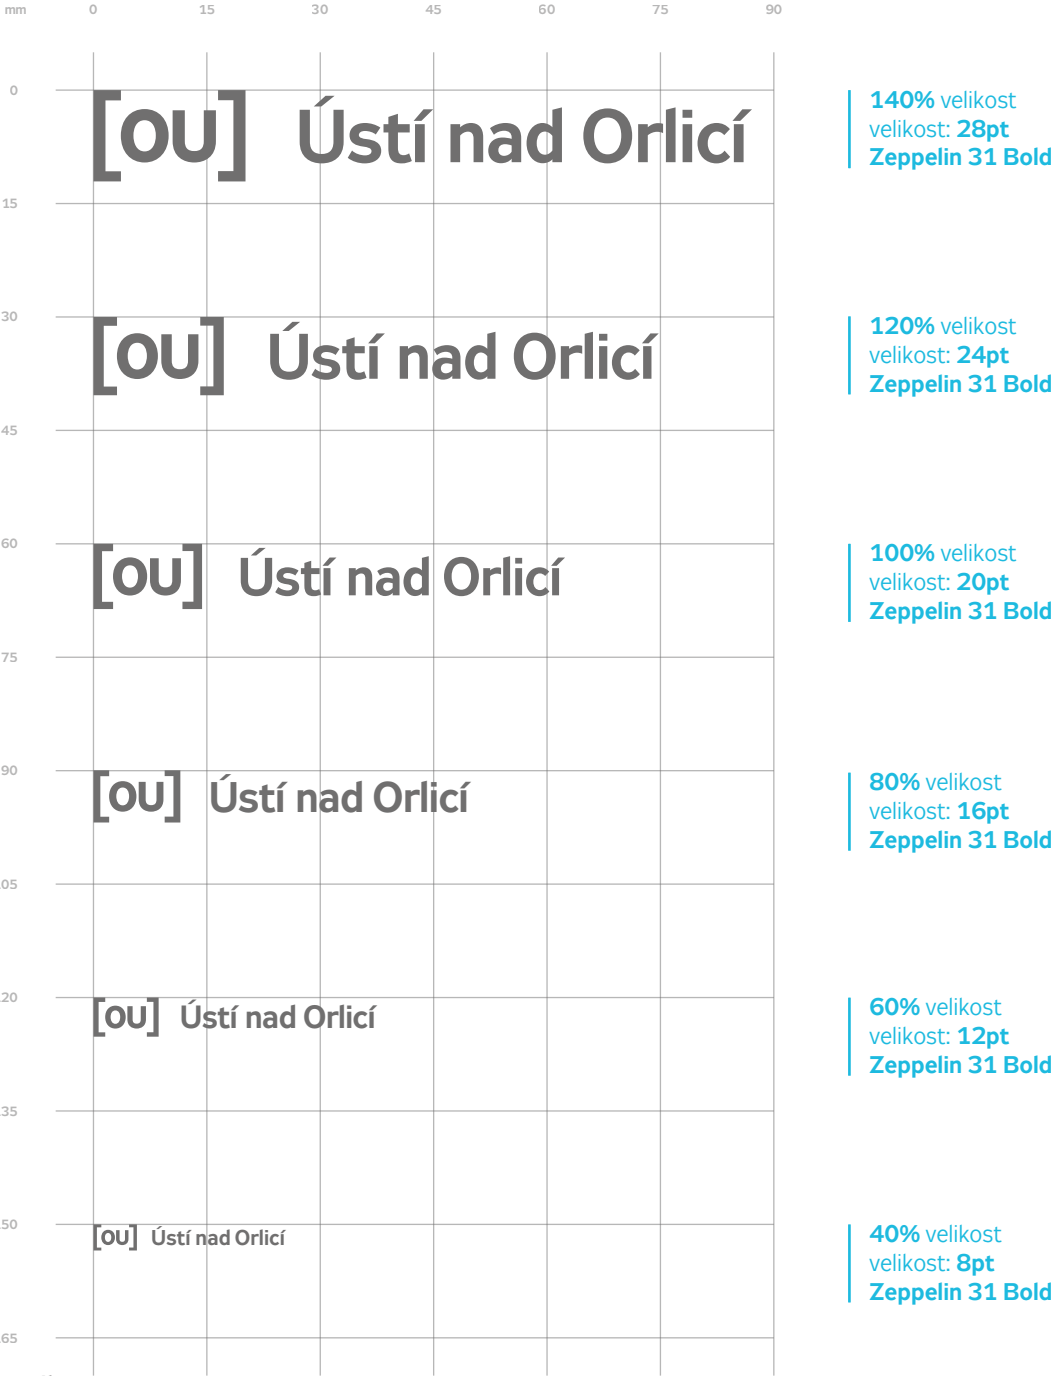 mm 0 15 30 45 60 75 90
0
[OU] Ústí nad Orlicí
140% velikost
velikost: 28pt
Zeppelin 31 Bold
15
30
[OU] Ústí nad Orlicí
120% velikost
velikost: 24pt
Zeppelin 31 Bold
45
60
[OU] Ústí nad Orlicí
100% velikost
velikost: 20pt
Zeppelin 31 Bold
75
90
[OU] Ústí nad Orlicí
80% velikost
velikost: 16pt
Zeppelin 31 Bold
05
20
[OU] Ústí nad Orlicí
60% velikost
velikost: 12pt
Zeppelin 31 Bold
35
50
[OU] Ústí nad Orlicí
40% velikost
velikost: 8pt
Zeppelin 31 Bold
65